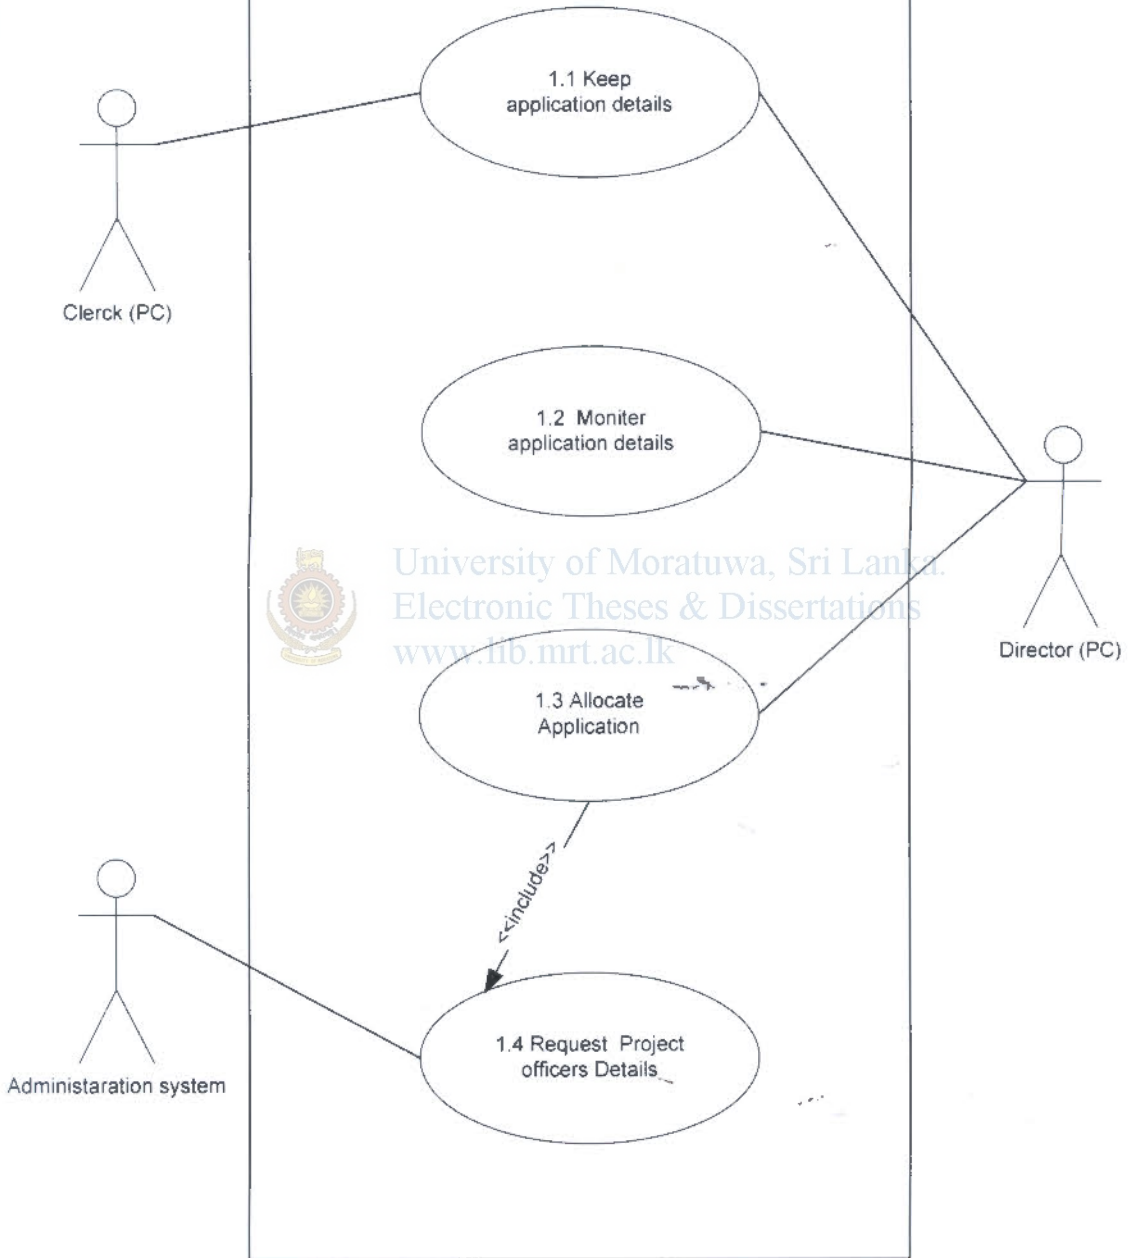 1.1 Keep
application details
Clerck (PC)
1.2 Moniter
application details
University of Moratuwa, Sri Lanka.
Electronic Theses & Dissertations
www.lib.mrt.ac.lk
Director (PC)
1.3 Allocate
Application
<<include>>
1.4 Request Project
officers Details
Administaration system